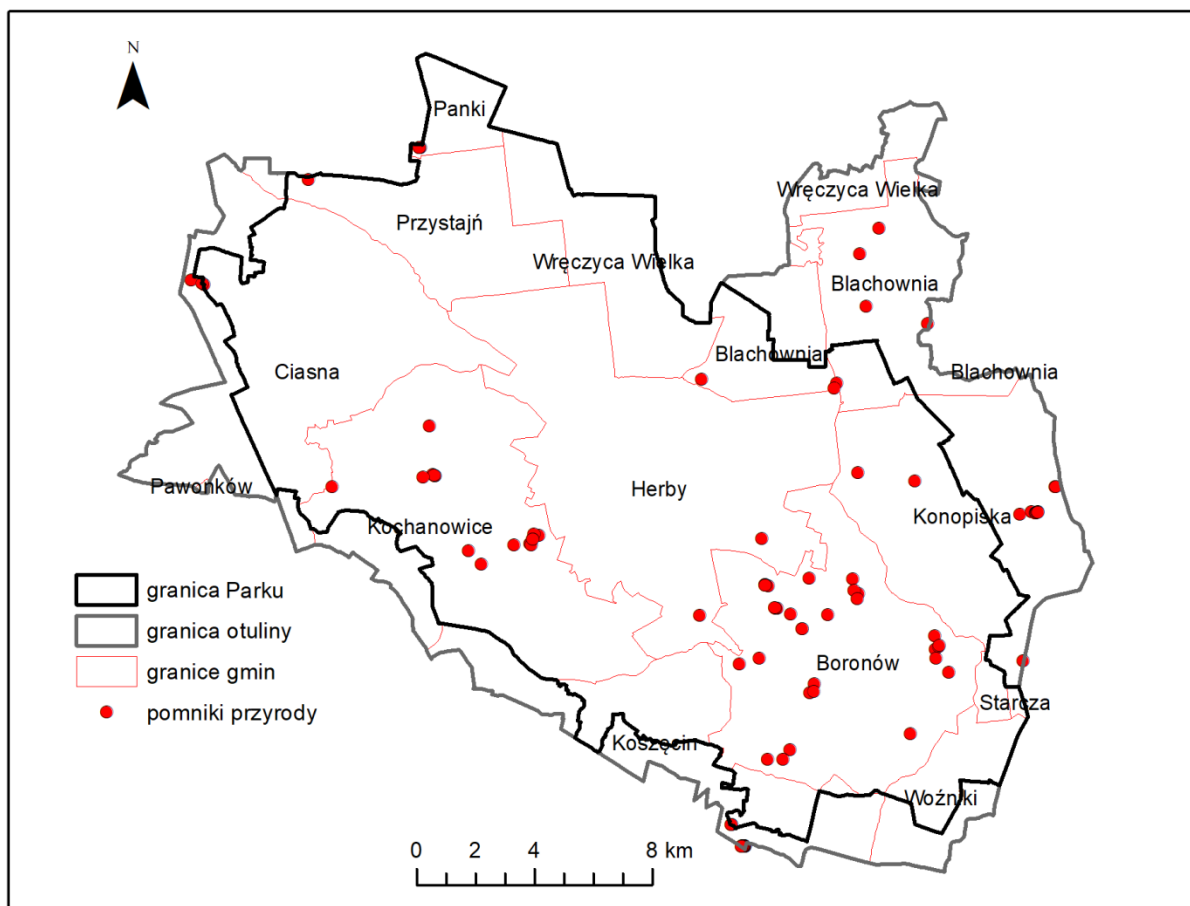 N
Panki
Wręczyca Wielka
Przystajń
Wręczyca Wielka
Blachownia
Blachownia
Blachownia
Ciasna
Pawonków
Herby
Kochanowice
Konopiska
granica Parku
granica otuliny
granice gmin
pomniki przyrody
Boronów
Starcza
Koszęcin
Woźniki
0 2 4 8 km